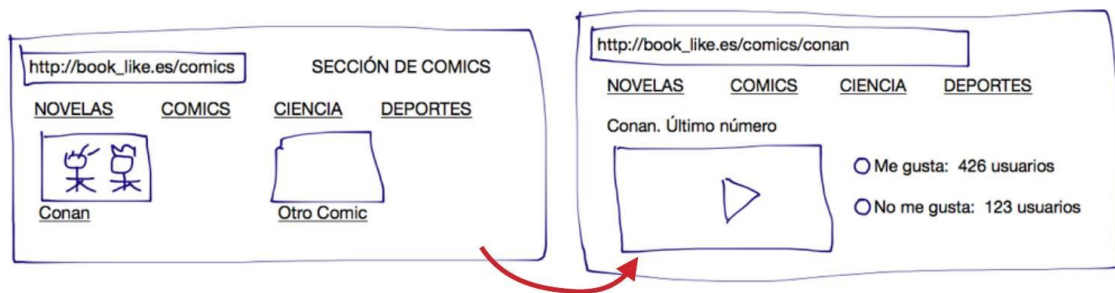 http://book_like.es/comics
SECCIÓN DE COMICS
NOVELAS COMICS CIENCIA DEPORTES
Conan
Otro Comic
http://book_like.es/comics/conan
NOVELAS COMICS CIENCIA DEPORTES
Conan. Último número
Me gusta: 426 usuarios
No me gusta: 123 usuarios